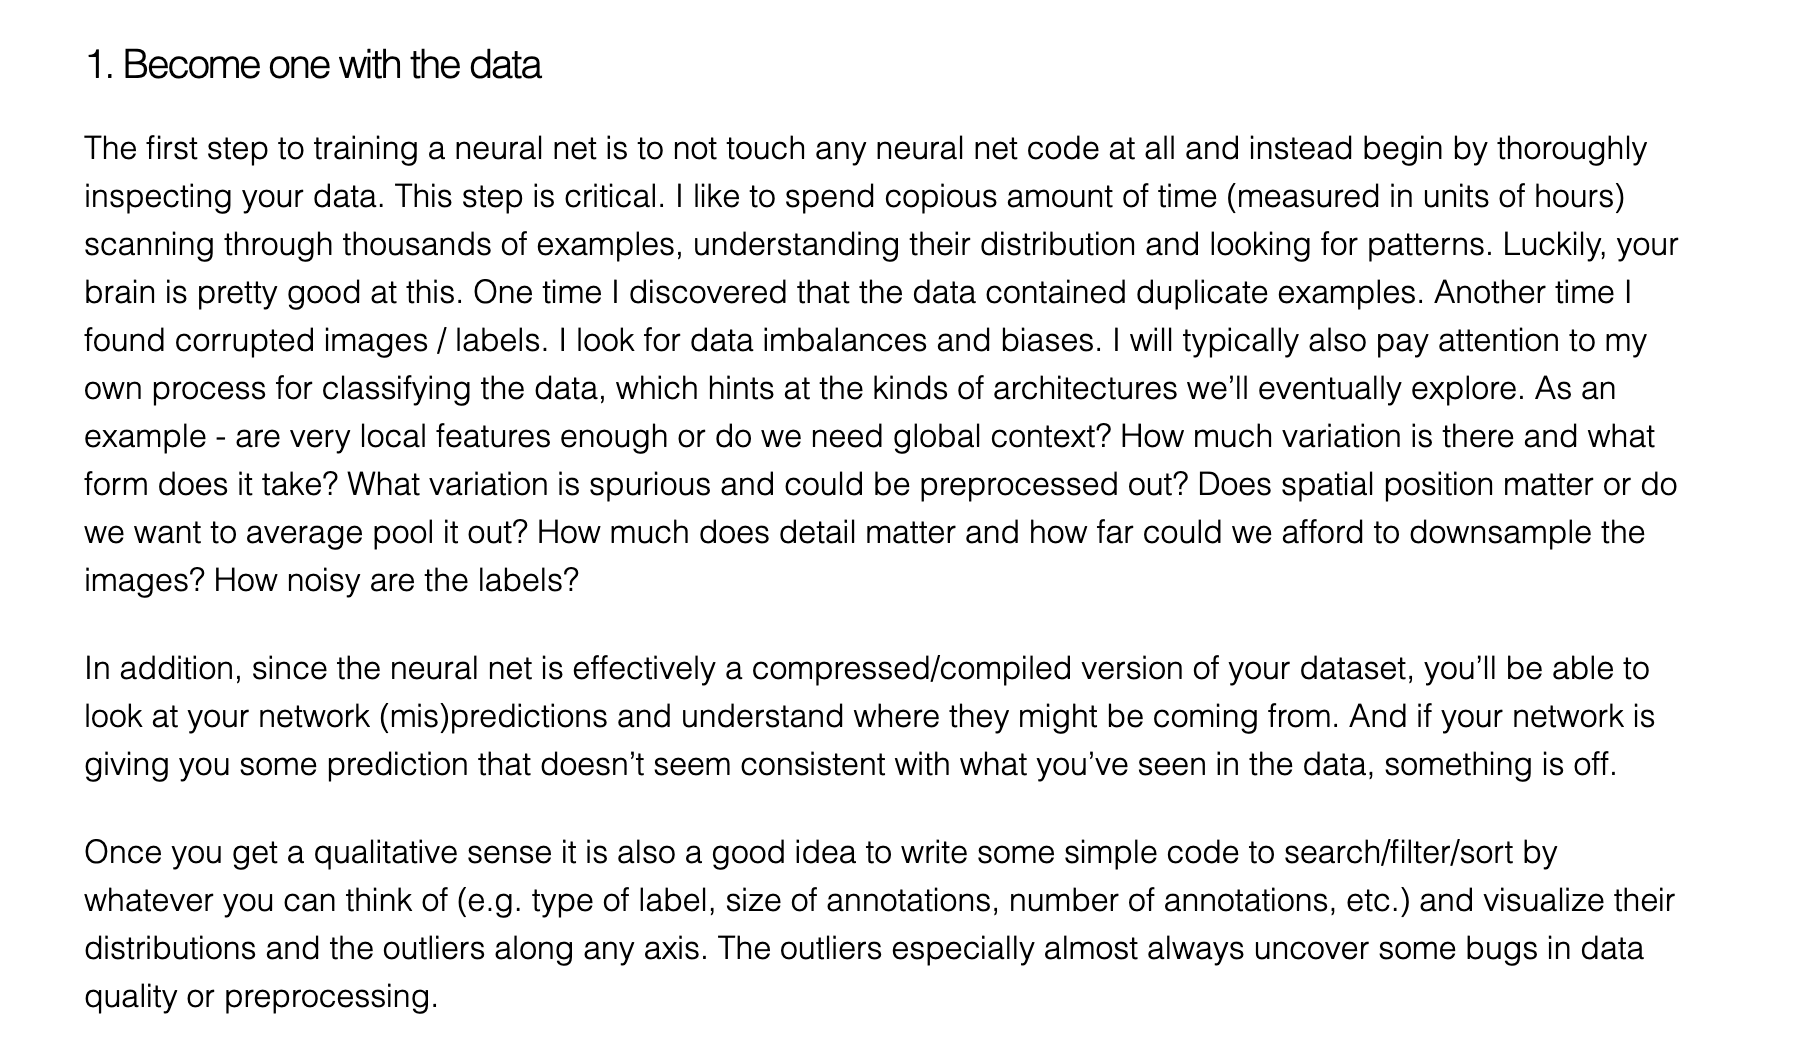 1. Become one with the data
The first step to training a neural net is to not touch any neural net code at all and instead begin by thoroughly
inspecting your data. This step is critical. I like to spend copious amount of time (measured in units of hours)
scanning through thousands of examples, understanding their distribution and looking for patterns. Luckily, your
brain is pretty good at this. One time I discovered that the data contained duplicate examples. Another time I
found corrupted images / labels. I look for data imbalances and biases. I will typically also pay attention to my
own process for classifying the data, which hints at the kinds of architectures we’ll eventually explore. As an
example - are very local features enough or do we need global context? How much variation is there and what
form does it take? What variation is spurious and could be preprocessed out? Does spatial position matter or do
we want to average pool it out? How much does detail matter and how far could we afford to downsample the
images? How noisy are the labels?
In addition, since the neural net is effectively a compressed/compiled version of your dataset, you’ll be able to
look at your network (mis)predictions and understand where they might be coming from. And if your network is
giving you some prediction that doesn’t seem consistent with what you’ve seen in the data, something is off.
Once you get a qualitative sense it is also a good idea to write some simple code to search/filter/sort by
whatever you can think of (e.g. type of label, size of annotations, number of annotations, etc.) and visualize their
distributions and the outliers along any axis. The outliers especially almost always uncover some bugs in data
quality or preprocessing.